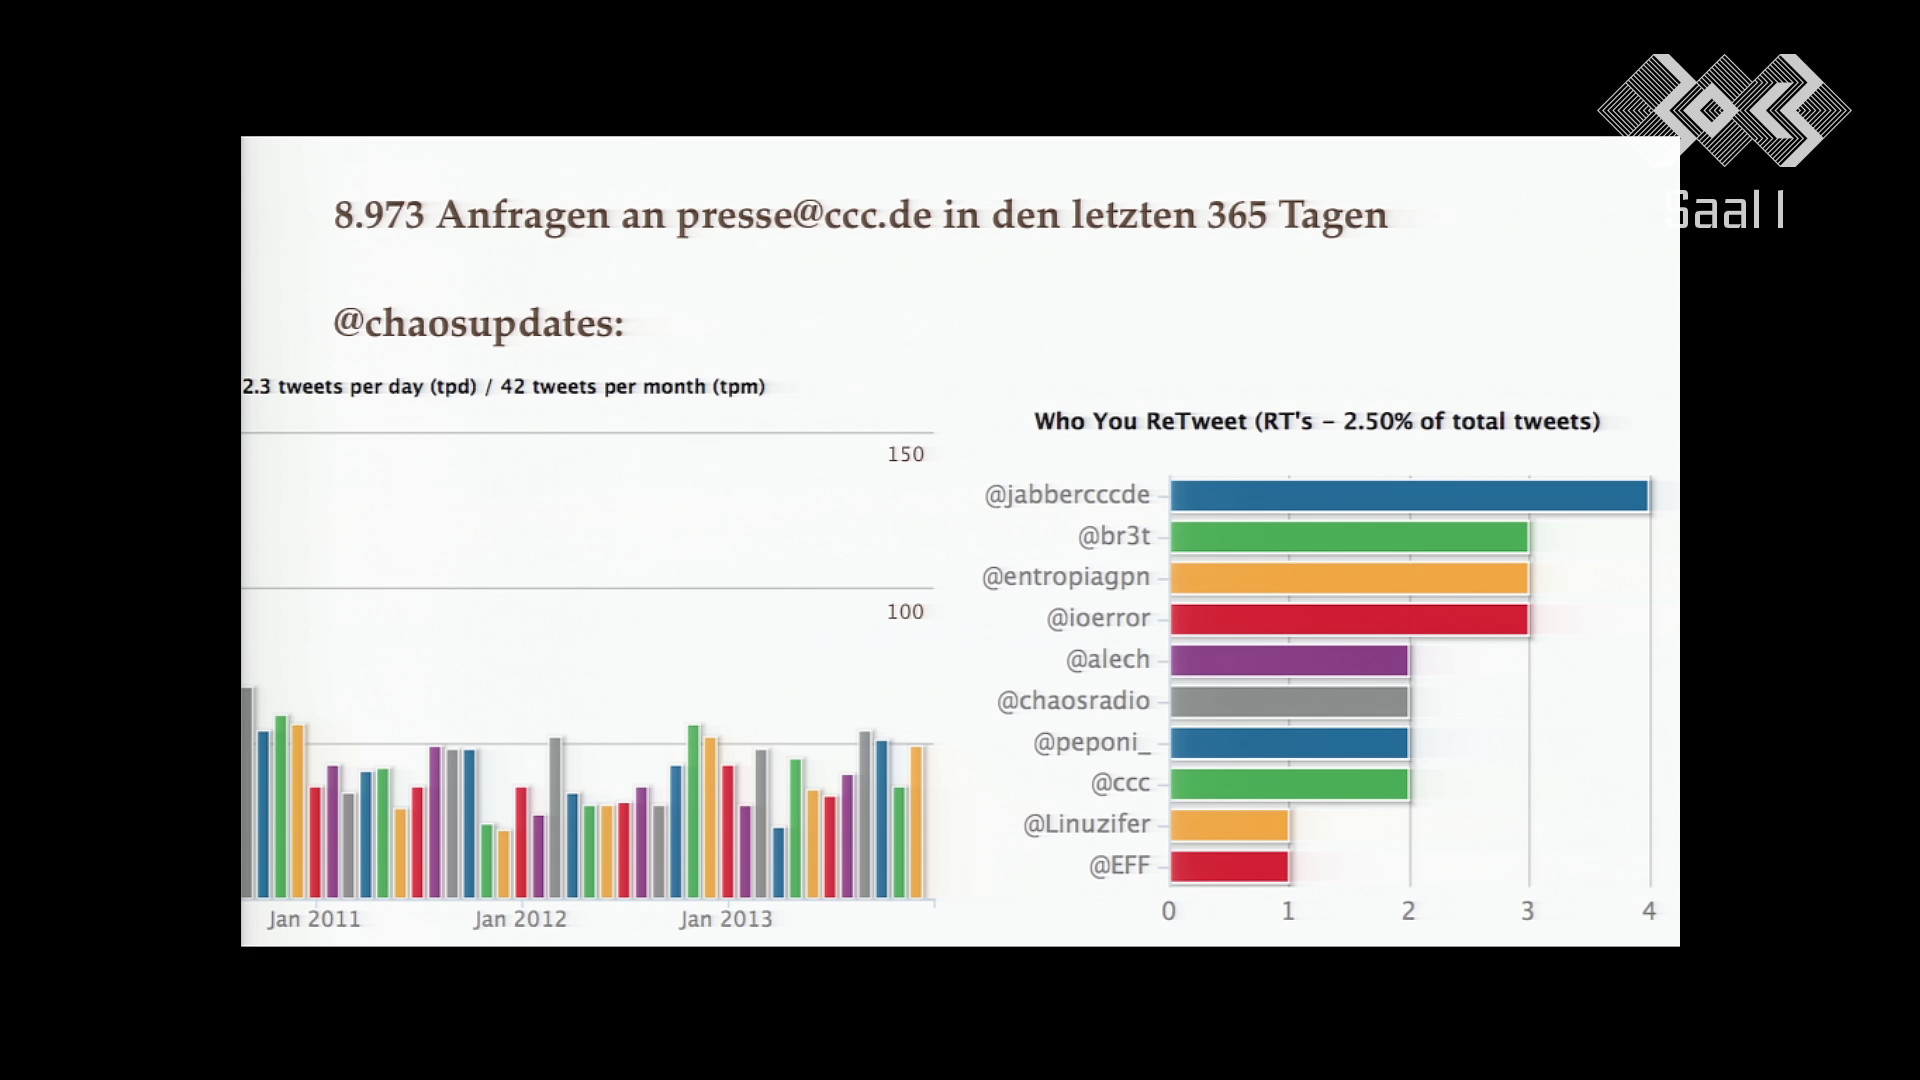 8.973 Anfragen an presse@ccc.de in den letzten 365 Tagen
Saal 1
@chaosupdates:
2.3 tweets per day (tpd) / 42 tweets per month (tpm)
150
100
Jan 2011
Jan 2012
Jan 2013
Who You ReTweet (RT's – 2.50% of total tweets)
@jabbercccde
@br3t
@entropiagpn
@ioerror
@alech
@chaosradio
@peponi_
@ccc
@Linuzifer
@EFF
0 1 2 3 4